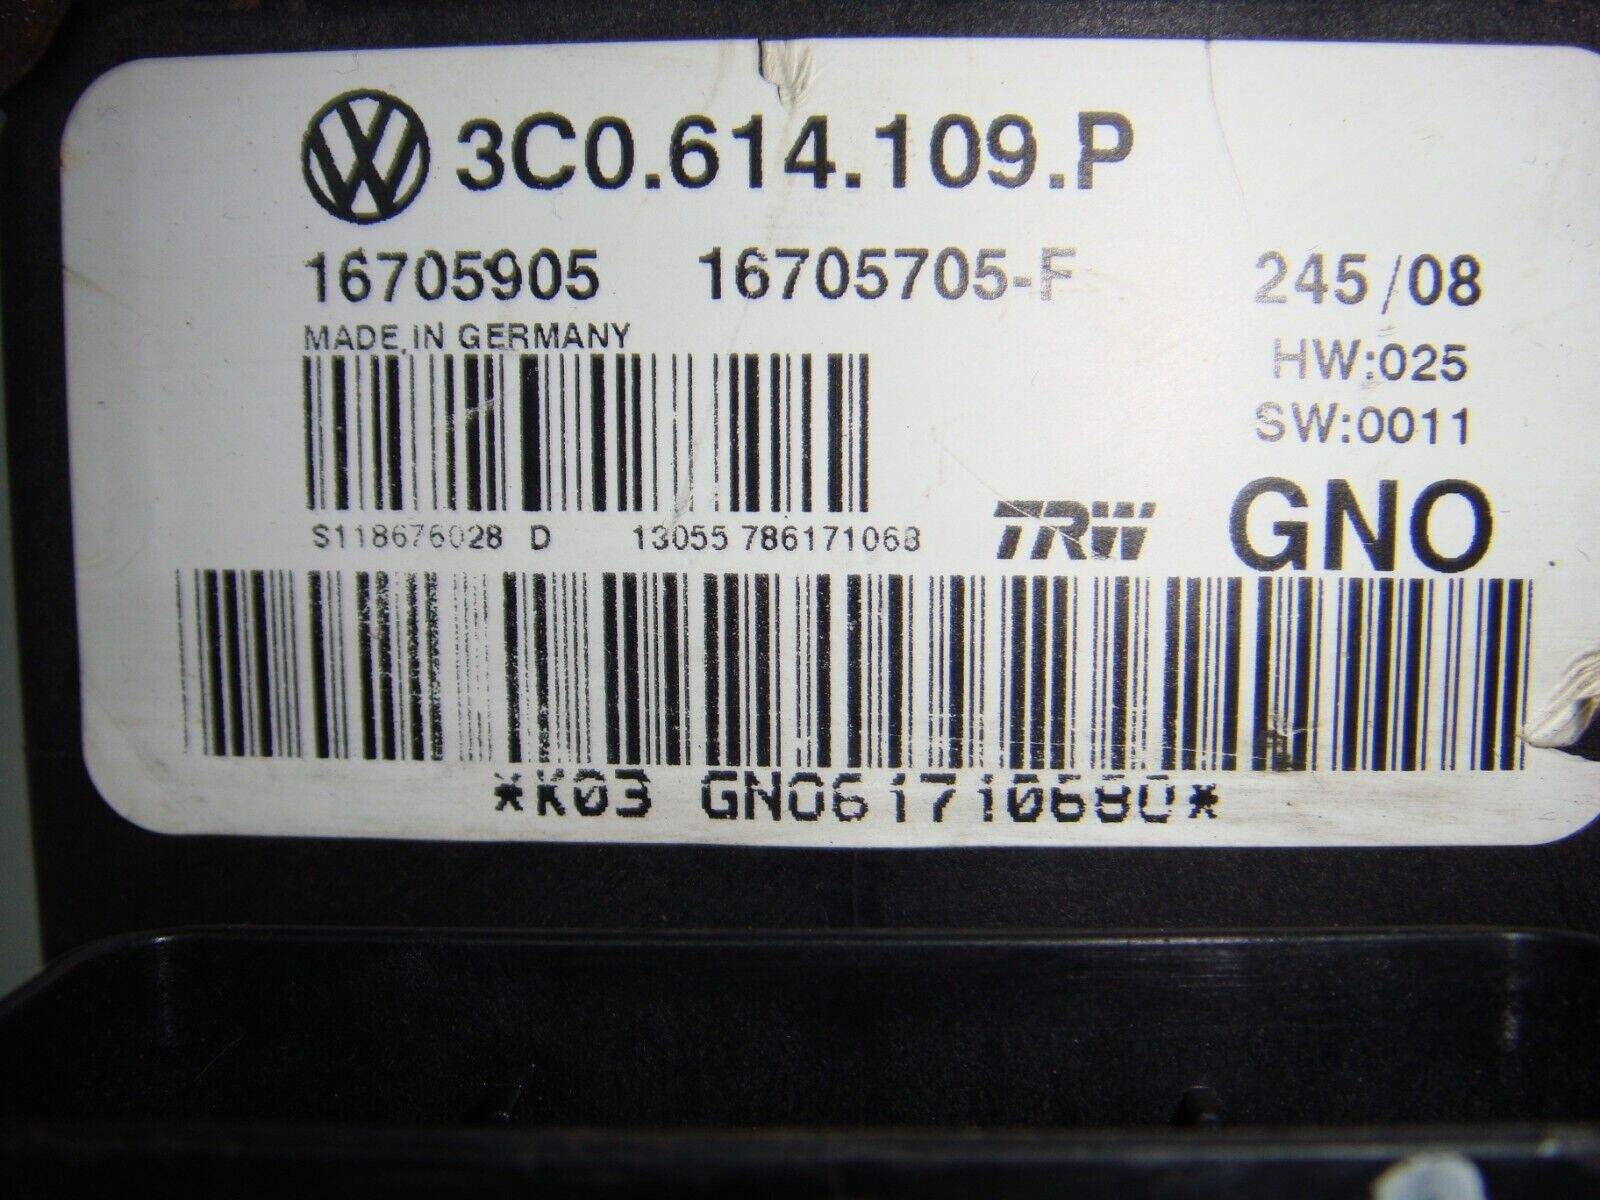 3C0.614.109.P
16705905 16705705-F 245/08
MADE IN GERMANY
HW:025
SW:0011
S118676028 D 13055 786171068
TRW GNO
*K03 GNO61710680*